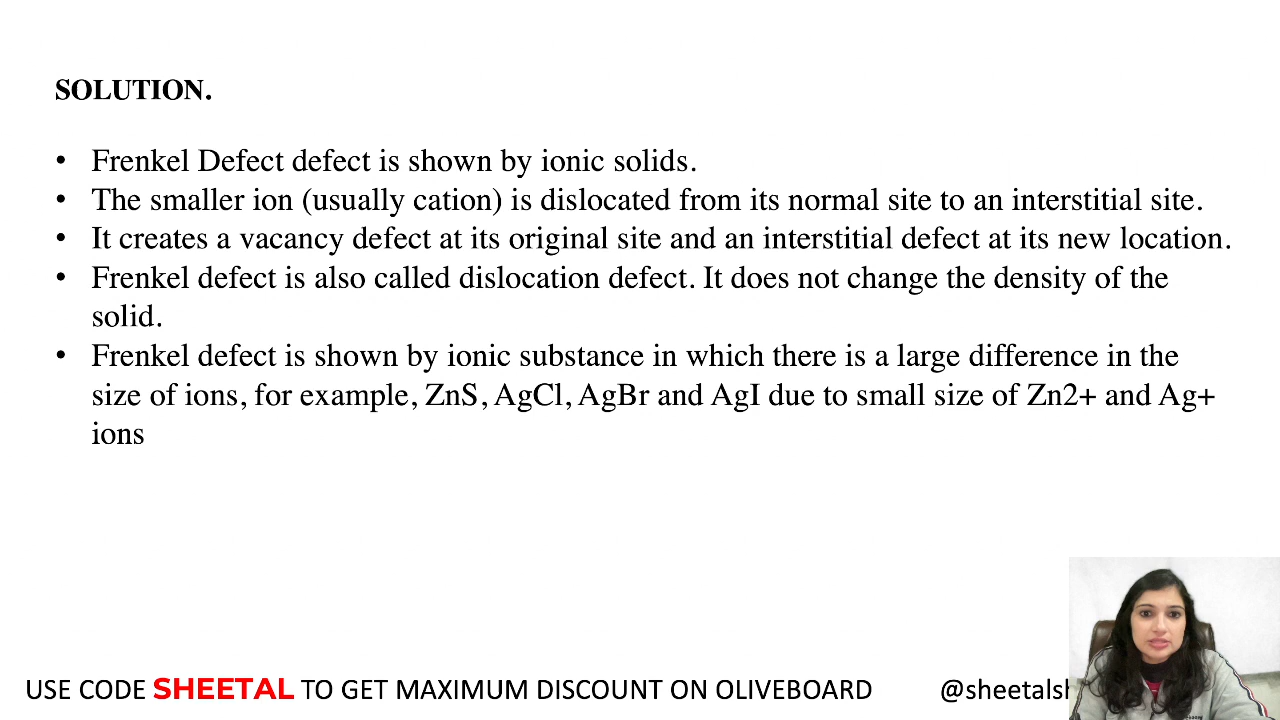 SOLUTION.
• Frenkel Defect defect is shown by ionic solids.
• The smaller ion (usually cation) is dislocated from its normal site to an interstitial site.
• It creates a vacancy defect at its original site and an interstitial defect at its new location.
• Frenkel defect is also called dislocation defect. It does not change the density of the
solid.
• Frenkel defect is shown by ionic substance in which there is a large difference in the
size of ions, for example, ZnS, AgCl, AgBr and AgI due to small size of Zn2+ and Ag+
ions
USE CODE SHEETAL TO GET MAXIMUM DISCOUNT ON OLIVEBOARD